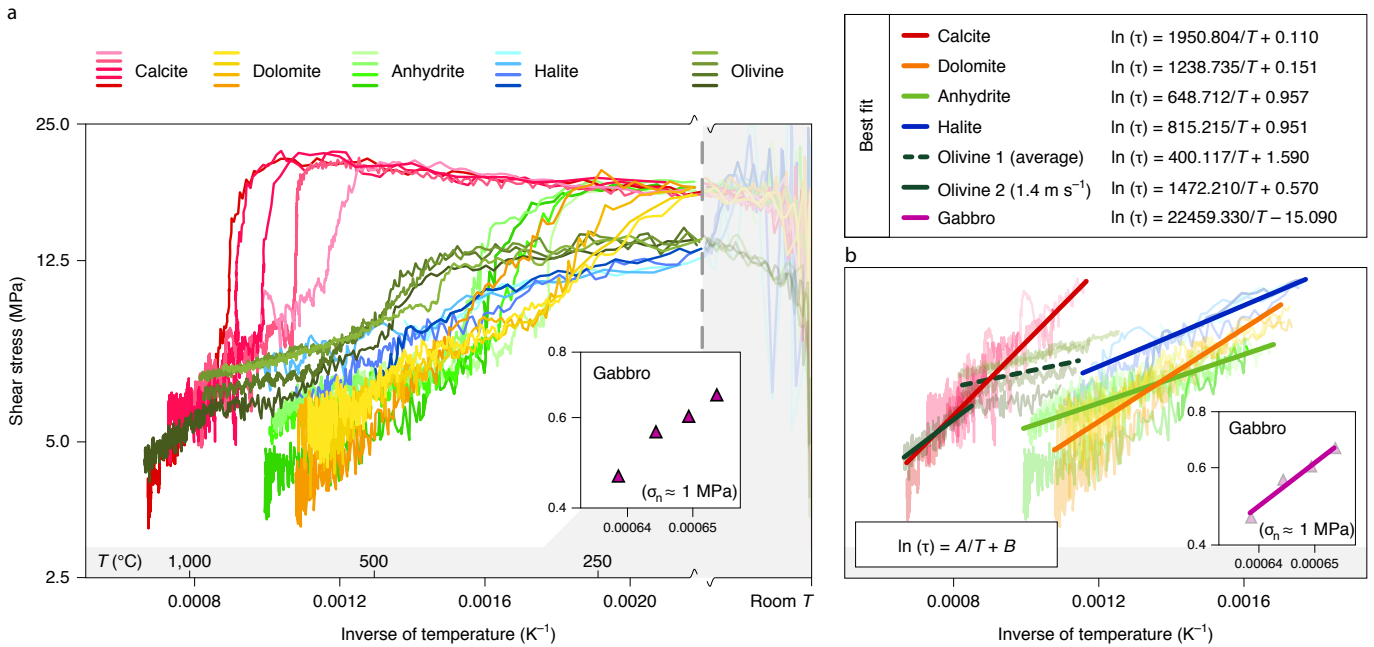 a
Calcite
Dolomite
Anhydrite
Halite
Olivine
25.0
12.5
5.0
2.5
Shear stress (MPa)
Gabbro
0.8
0.6
0.4
(σn ≈ 1 MPa)
0.00064
0.00065
T (°C)
1,000
500
250
0.0008
0.0012
0.0016
0.0020
Room T
Inverse of temperature (K⁻¹)
Best fit
Calcite ln (τ) = 1950.804/T + 0.110
Dolomite ln (τ) = 1238.735/T + 0.151
Anhydrite ln (τ) = 648.712/T + 0.957
Halite ln (τ) = 815.215/T + 0.951
Olivine 1 (average) ln (τ) = 400.117/T + 1.590
Olivine 2 (1.4 m s⁻¹) ln (τ) = 1472.210/T + 0.570
Gabbro ln (τ) = 22459.330/T − 15.090
b
Gabbro
0.8
0.6
0.4
(σn ≈ 1 MPa)
0.00064
0.00065
ln (τ) = A/T + B
0.0008
0.0012
0.0016
Inverse of temperature (K⁻¹)